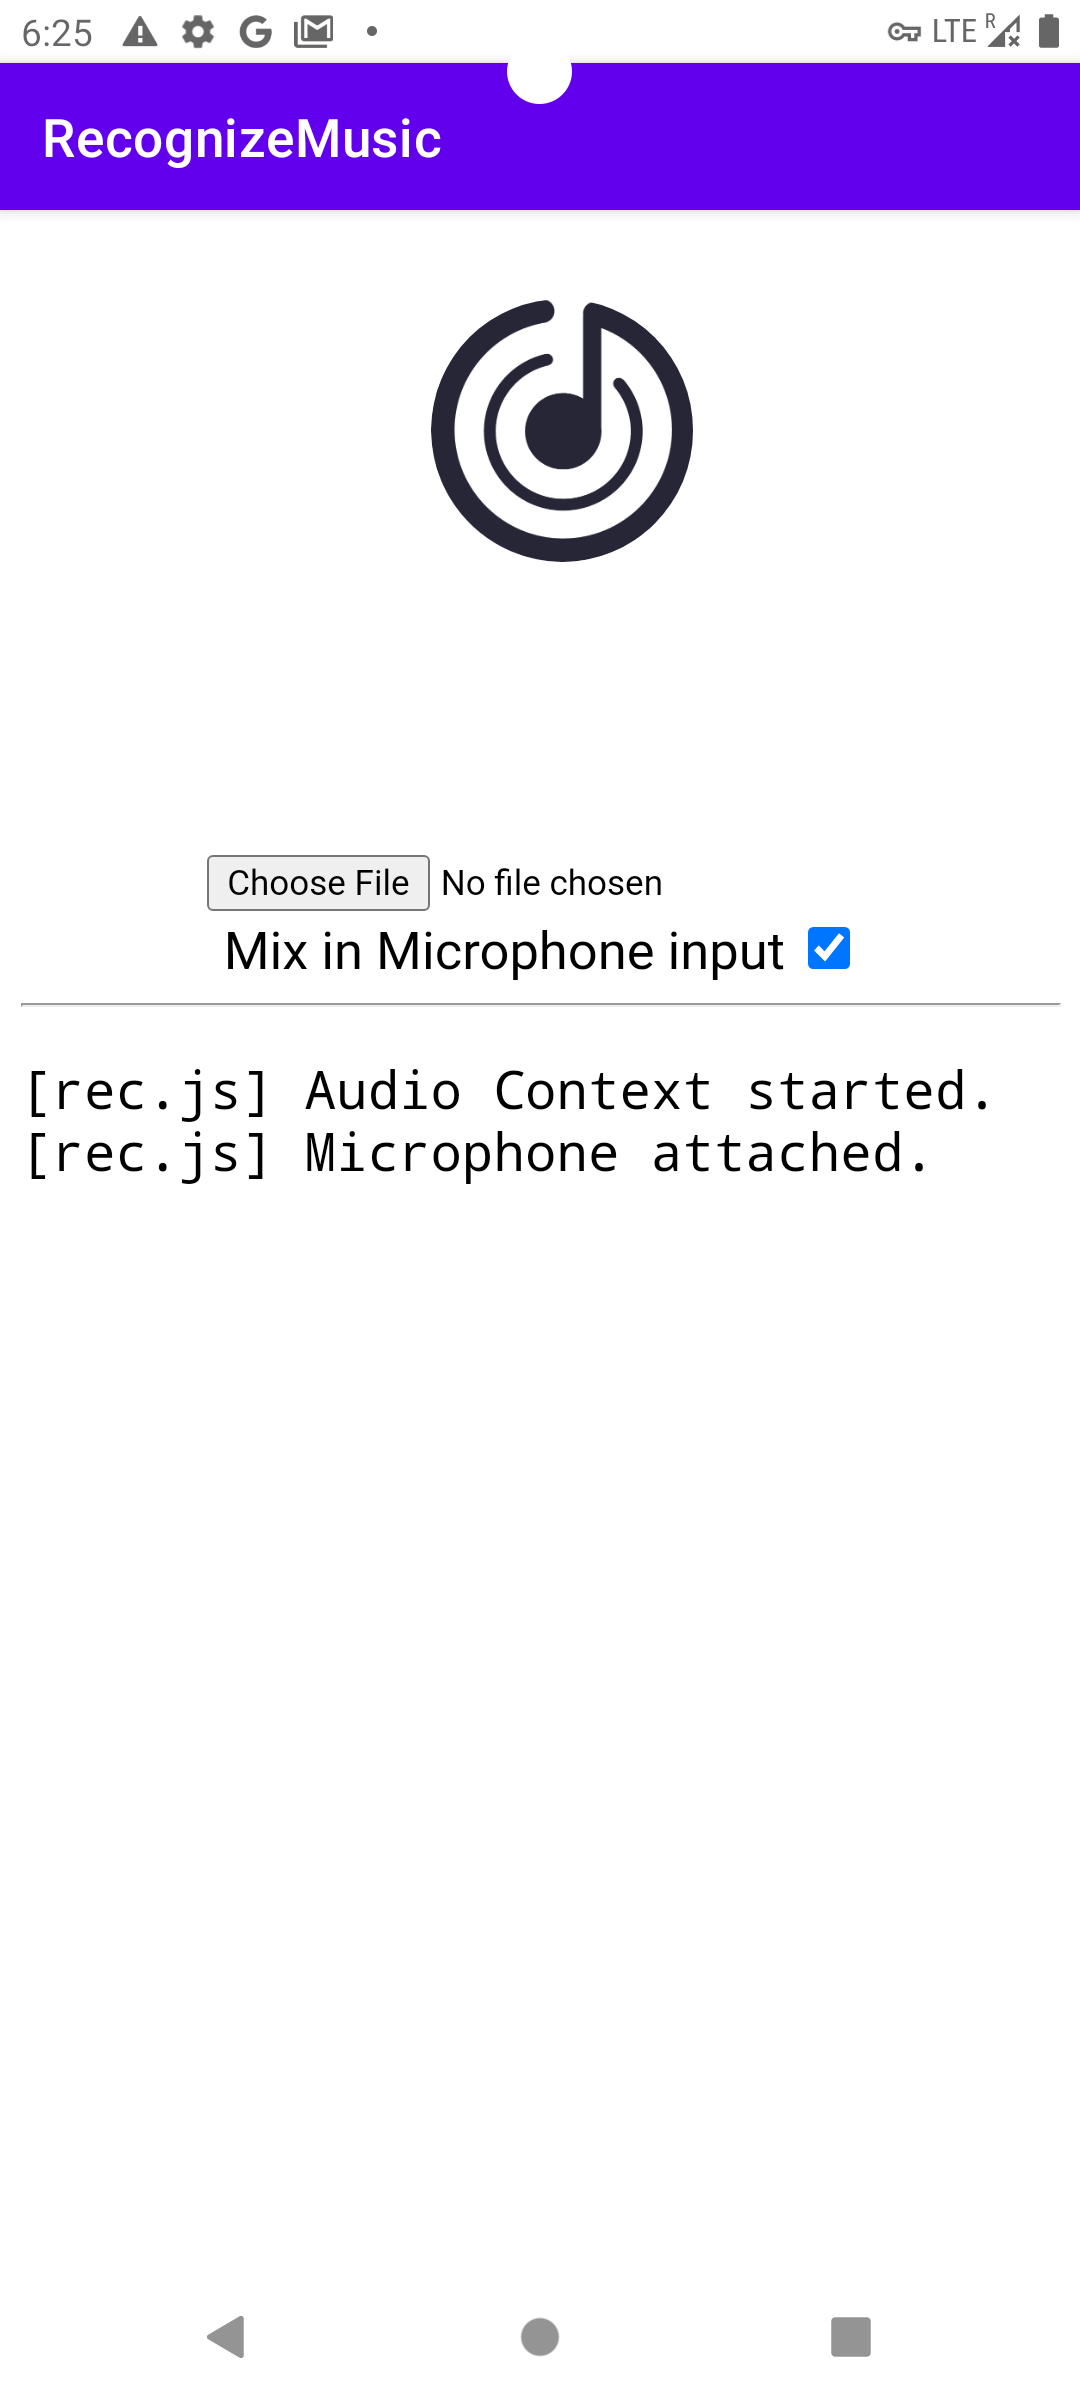 6:25
LTE R
RecognizeMusic
Choose File No file chosen
Mix in Microphone input
[rec.js] Audio Context started.
[rec.js] Microphone attached.